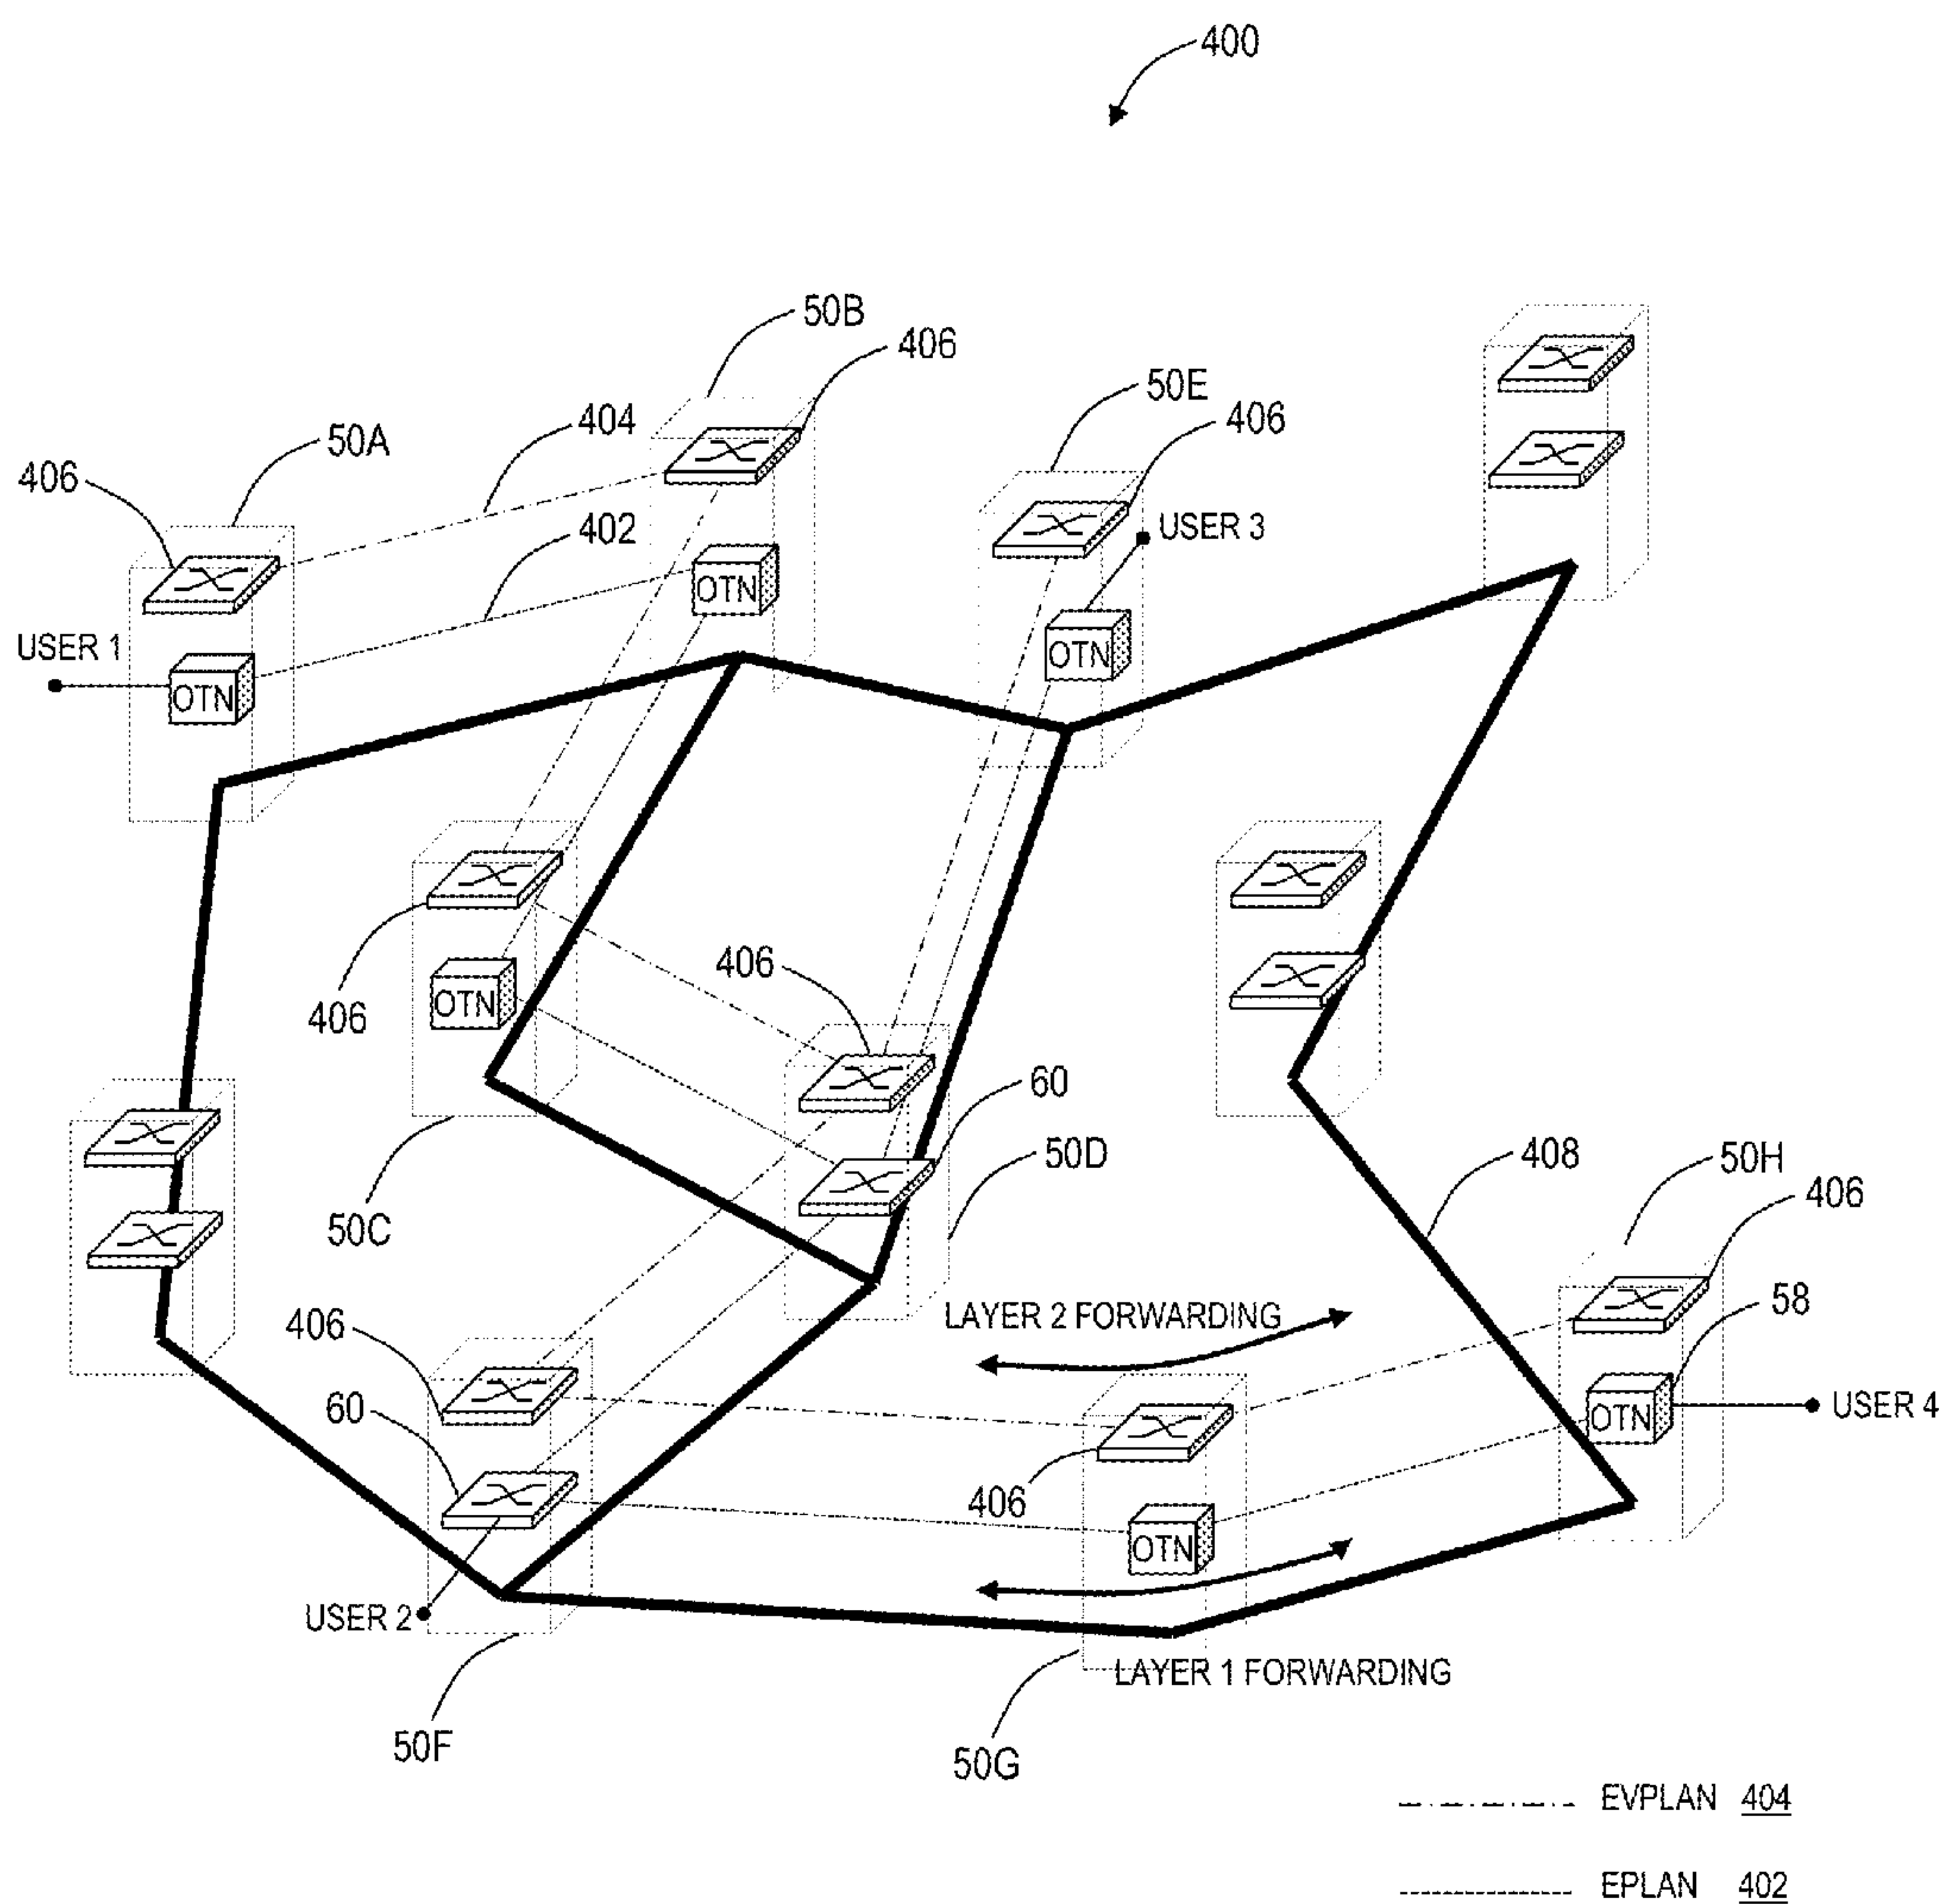 400
50B
406
50E
404
406
50A
406
402
USER 3
OTN
USER 1
OTN
OTN
406
OTN
406
60
50D
408
50H
50C
406
58
LAYER 2 FORWARDING
406
USER 4
60
OTN
406
OTN
USER 2
LAYER 1 FORWARDING
50F
50G
EVPLAN 404
EPLAN 402